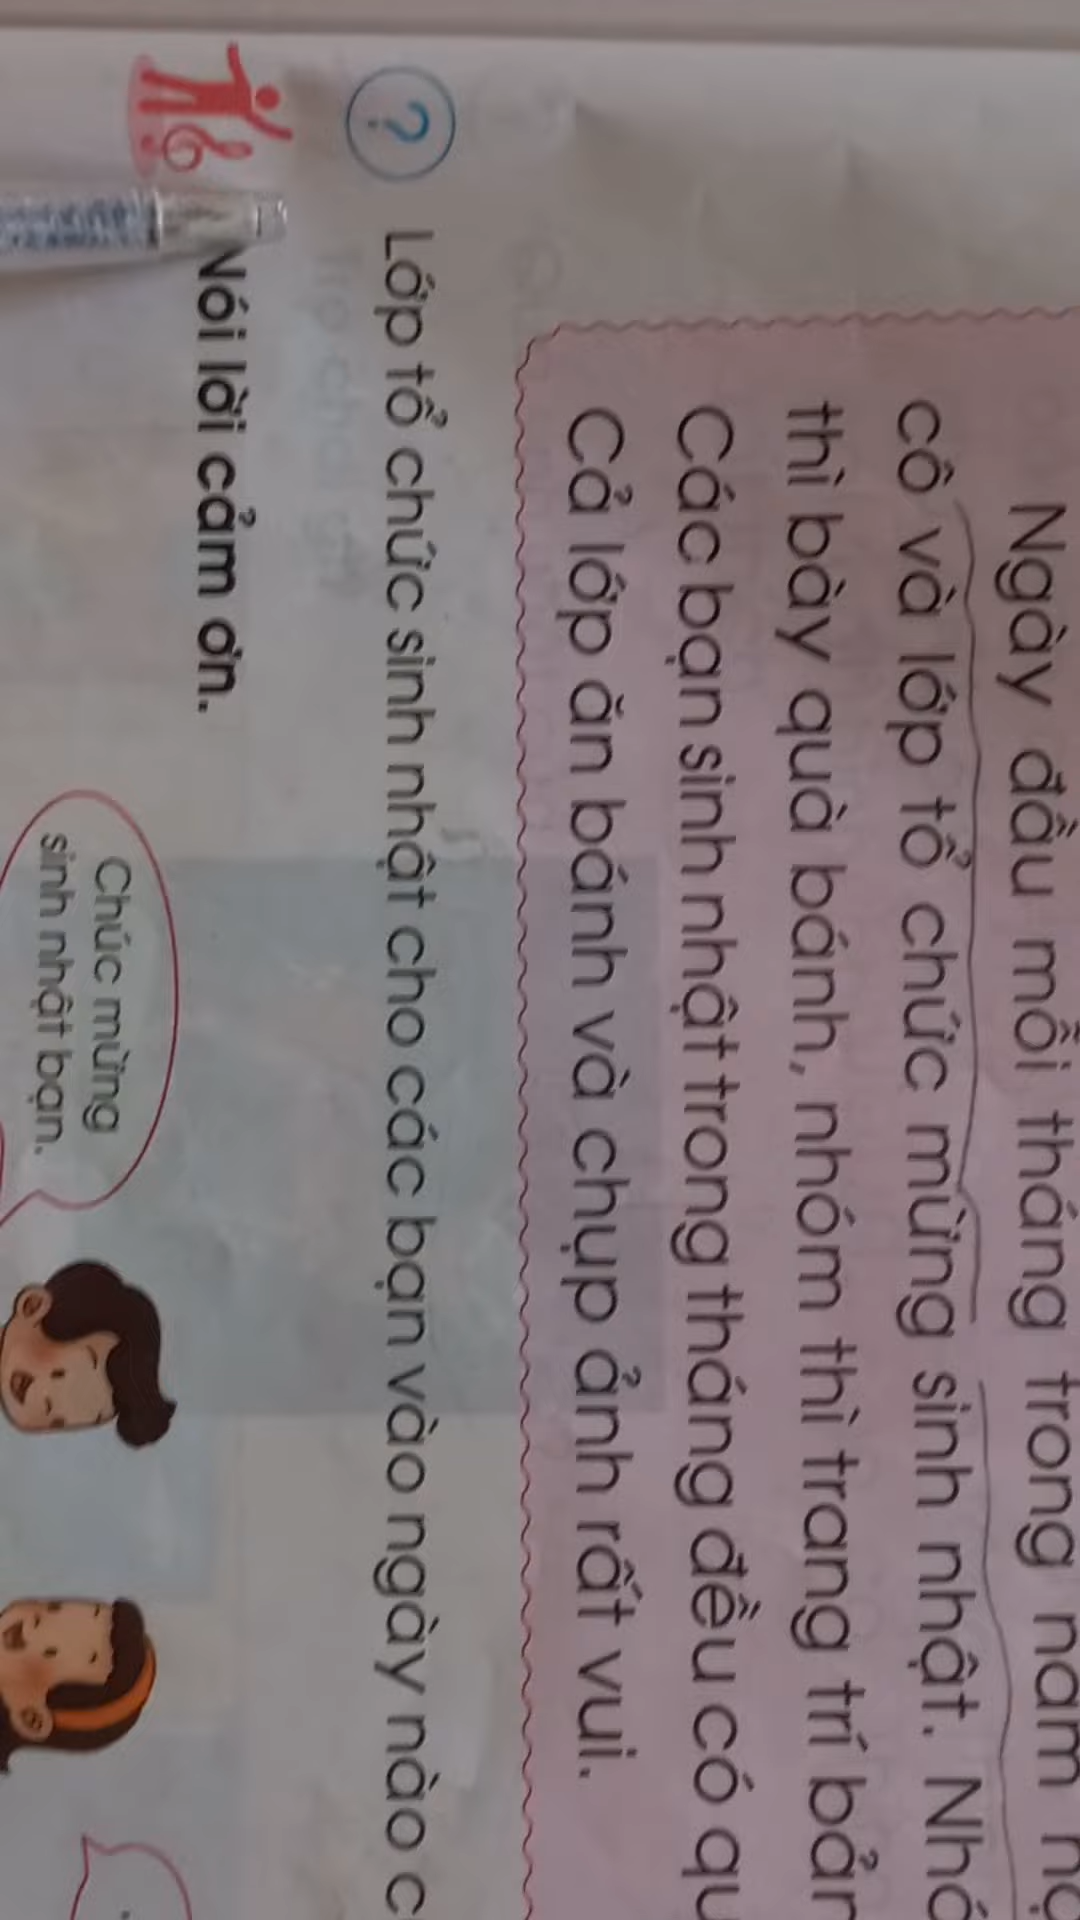 Ngày đầu mỗi tháng trong năm
cô và lớp tổ chức mừng sinh nhật.
thì bày quà bánh, nhóm thì trang trí
Các bạn sinh nhật trong tháng đều có
Cả lớp ăn bánh và chụp ảnh rất vui.
? Lớp tổ chức sinh nhật cho các bạn vào ngày nào
6 Nói lời cảm ơn.
Chúc mừng
sinh nhật bạn.